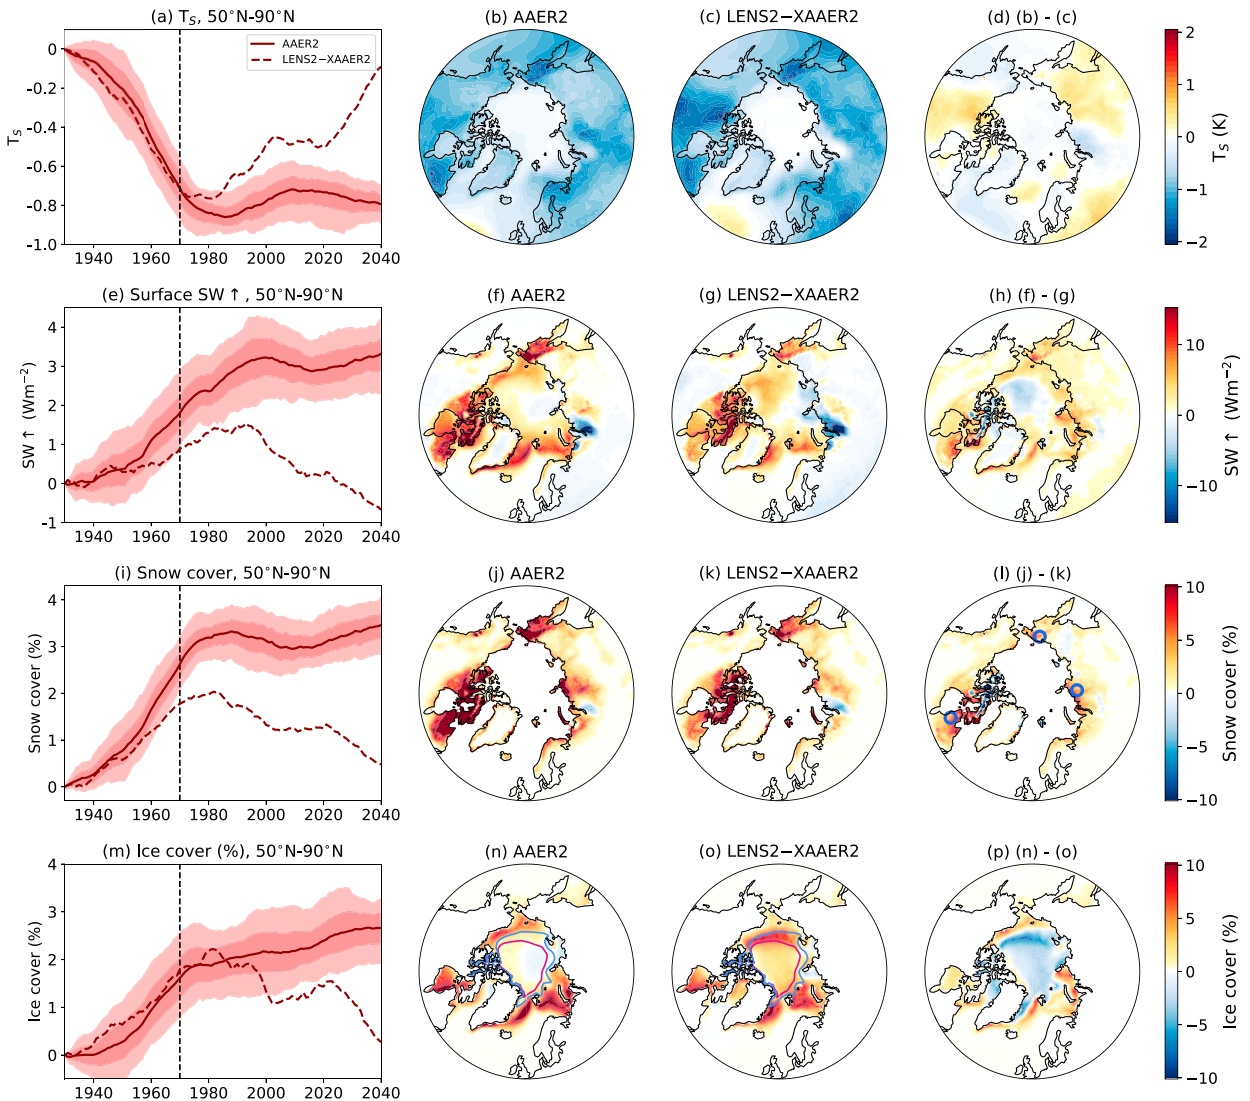 (a) T_S, 50°N-90°N
(b) AAER2
(c) LENS2−XAAER2
(d) (b) - (c)
AAER2
LENS2−XAAER2
0
-0.2
-0.4
-0.6
-0.8
-1.0
T_S
1940 1960 1980 2000 2020 2040
2
1
0
−1
−2
T_S (K)
(e) Surface SW ↑, 50°N-90°N
(f) AAER2
(g) LENS2−XAAER2
(h) (f) - (g)
4
3
2
1
0
-1
SW ↑ (Wm⁻²)
1940 1960 1980 2000 2020 2040
10
5
0
−5
−10
SW ↑ (Wm⁻²)
(i) Snow cover, 50°N-90°N
(j) AAER2
(k) LENS2−XAAER2
(l) (j) - (k)
4
3
2
1
0
Snow cover (%)
1940 1960 1980 2000 2020 2040
10
5
0
−5
−10
Snow cover (%)
(m) Ice cover (%), 50°N-90°N
(n) AAER2
(o) LENS2−XAAER2
(p) (n) - (o)
4
3
2
1
0
Ice cover (%)
1940 1960 1980 2000 2020 2040
10
5
0
−5
−10
Ice cover (%)